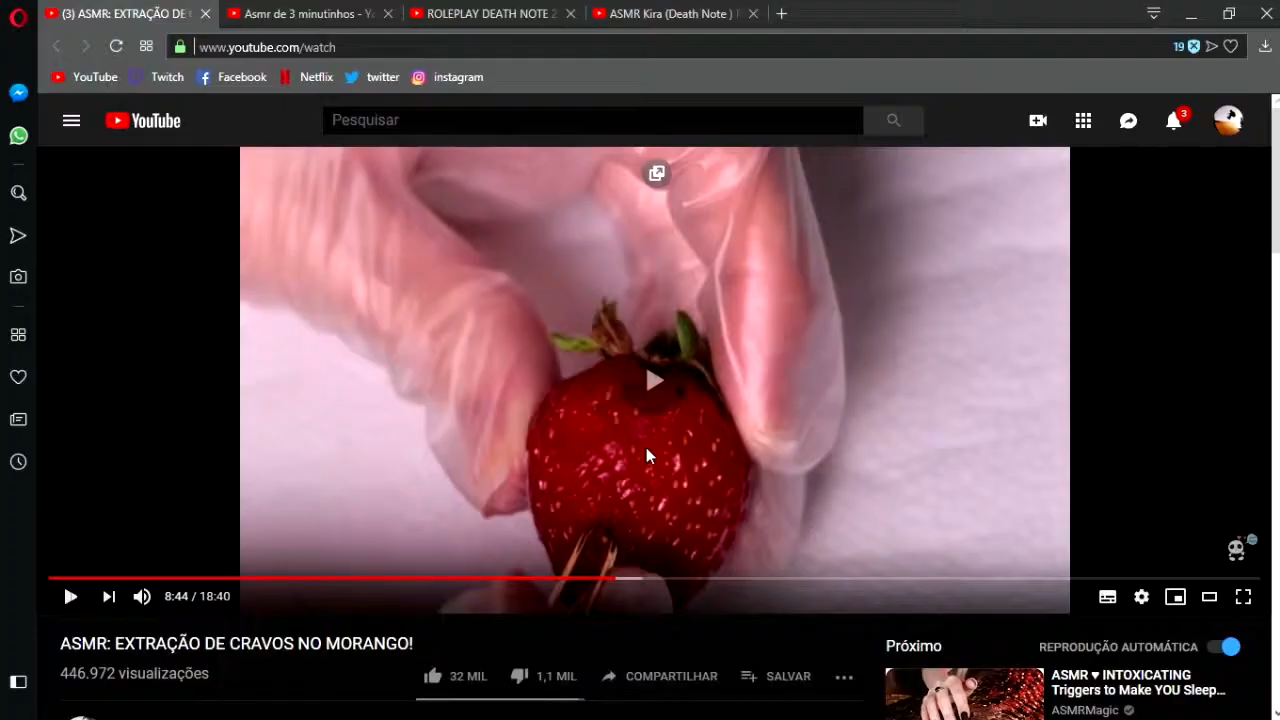 (3) ASMR: EXTRAÇÃO DE
Asmr de 3 minutinhos -
ROLEPLAY DEATH NOTE 2
ASMR Kira (Death Note )
www.youtube.com/watch
19
YouTube
Twitch
Facebook
Netflix
twitter
instagram
YouTube
Pesquisar
3
8:44 / 18:40
ASMR: EXTRAÇÃO DE CRAVOS NO MORANGO!
446.972 visualizações
32 MIL
1,1 MIL
COMPARTILHAR
SALVAR
Próximo
REPRODUÇÃO AUTOMÁTICA
ASMR ♥ INTOXICATING
Triggers to Make YOU Sleep...
ASMRMagic